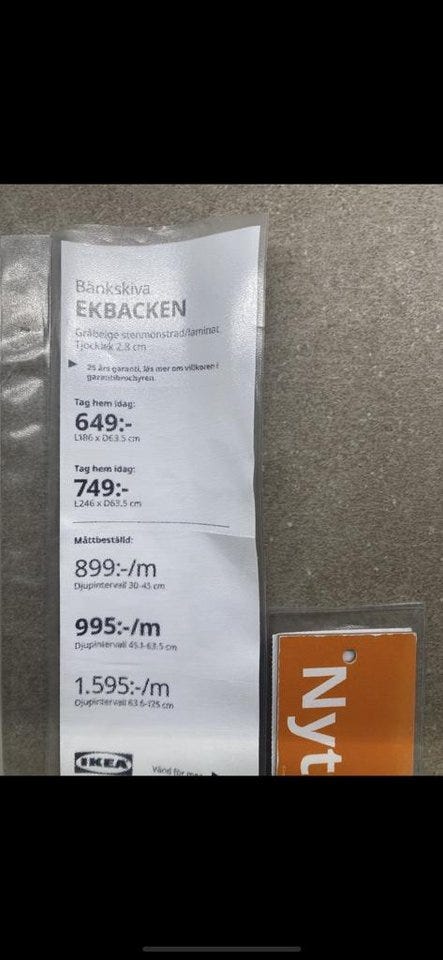 Bänkskiva
EKBACKEN
Gråbeige stenmönstrad/laminat
Tjocklek 2.8 cm
25 års garanti, läs mer om villkoren i
garantibroschyren.
Tag hem idag:
649:-
L186 x D63.5 cm
Tag hem idag:
749:-
L246 x D63.5 cm
Måttbeställd:
899:-/m
Djupintervall 30-45 cm
995:-/m
Djupintervall 45.1-63.5 cm
1.595:-/m
Djupintervall 63.6-125 cm
IKEA
Vänd för
Nyt